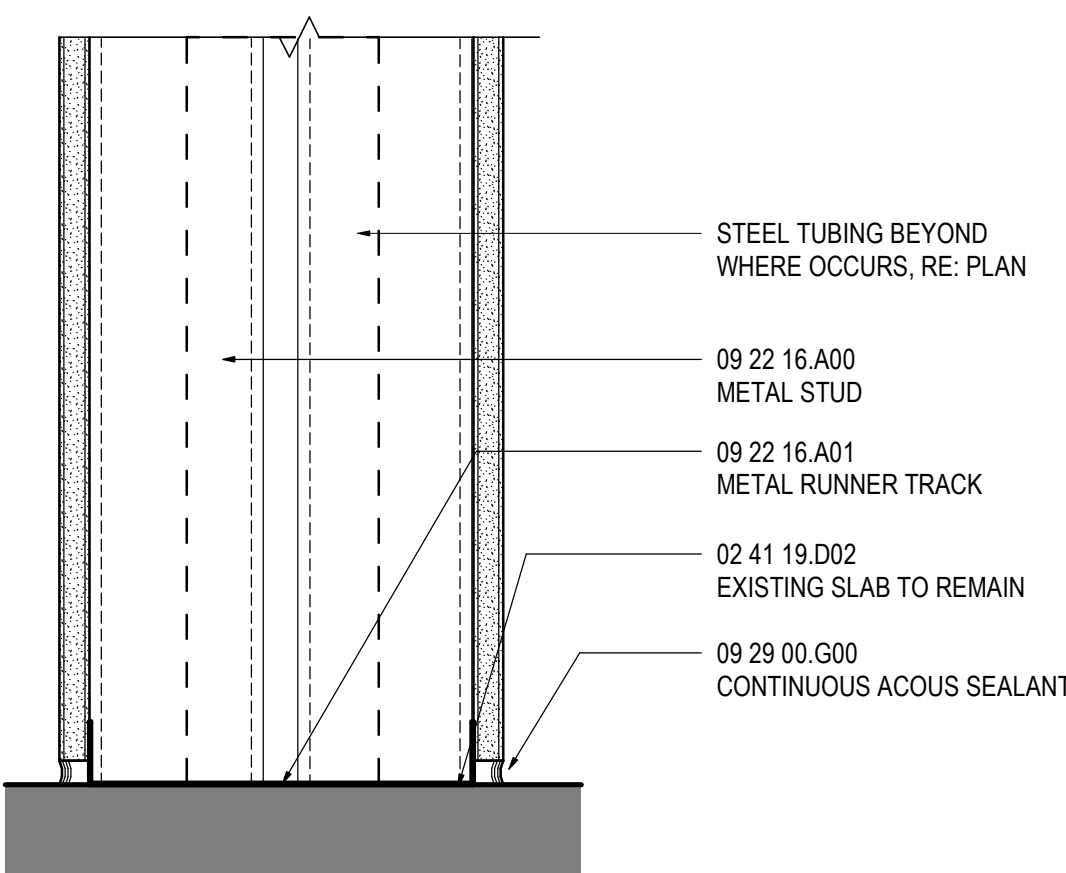 STEEL TUBING BEYOND
WHERE OCCURS, RE: PLAN
09 22 16.A00
METAL STUD
09 22 16.A01
METAL RUNNER TRACK
02 41 19.D02
EXISTING SLAB TO REMAIN
09 29 00.G00
CONTINUOUS ACOUS SEALANT